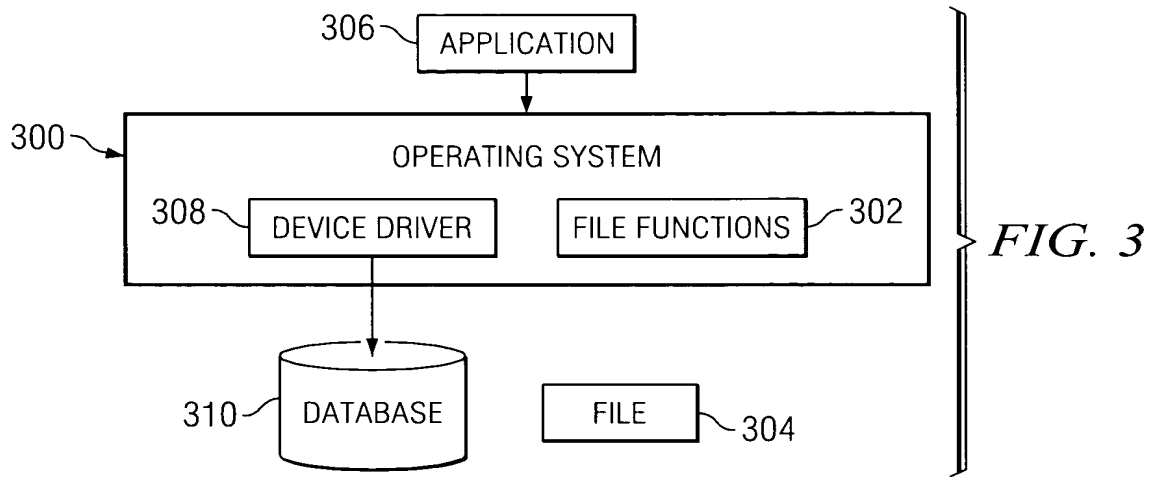 306 APPLICATION
300
OPERATING SYSTEM
308 DEVICE DRIVER FILE FUNCTIONS 302
FIG. 3
310 DATABASE FILE 304